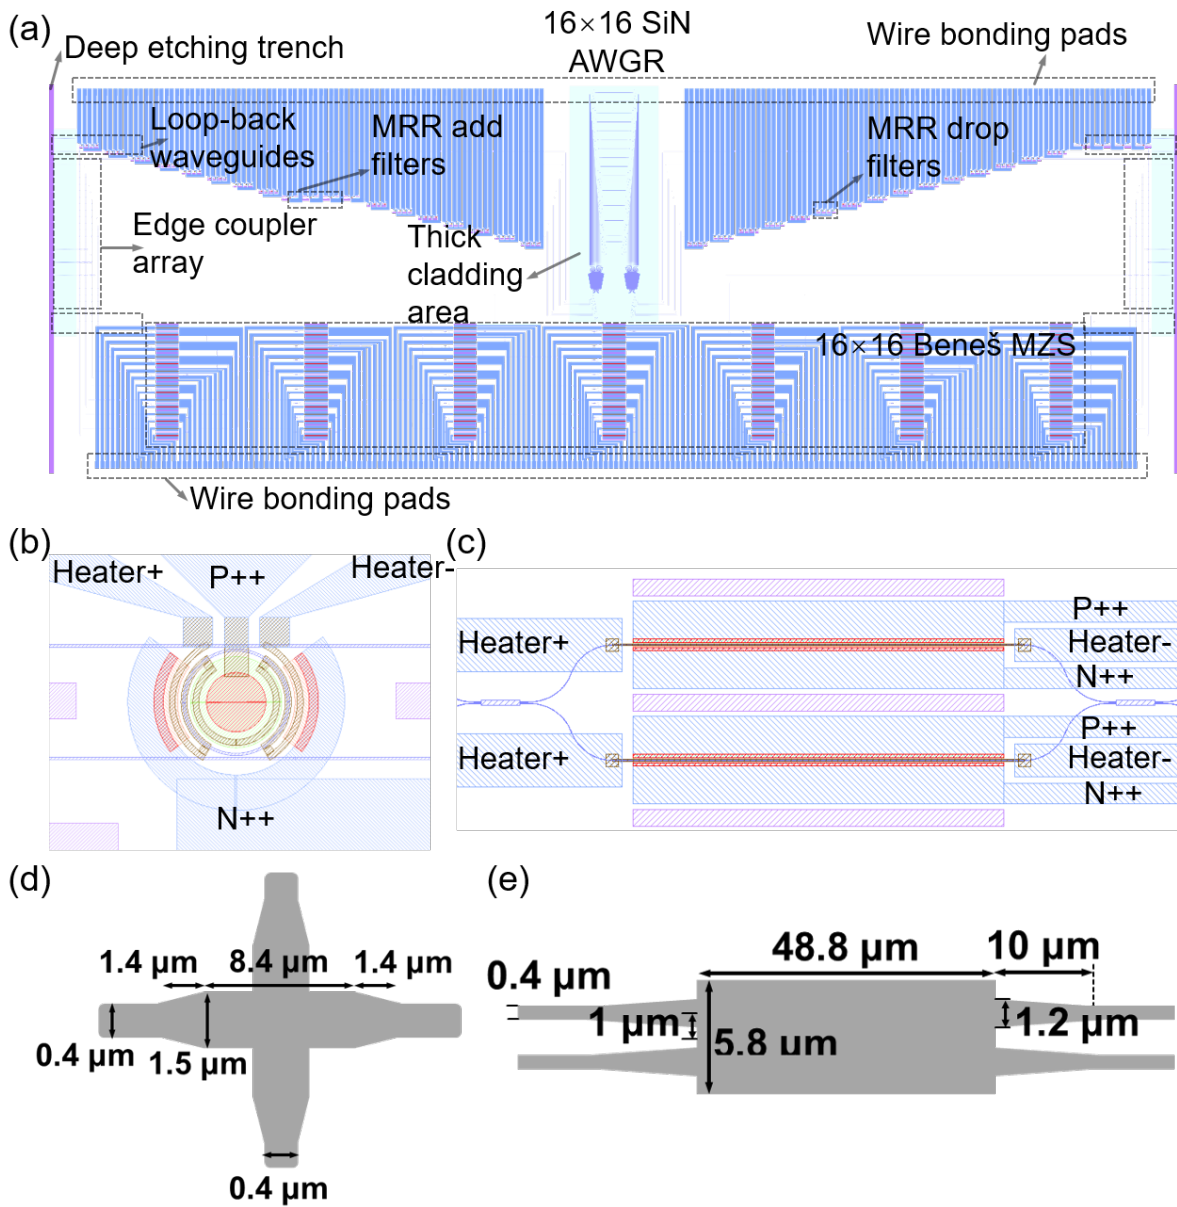 (a)
16×16 SiN
AWGR
Deep etching trench
Wire bonding pads
Loop-back
waveguides
MRR add
filters
MRR drop
filters
Edge coupler
array
Thick
cladding
area
16×16 Beneš MZS
Wire bonding pads
(b)
Heater+
P++
Heater-
N++
(c)
Heater+
P++
Heater-
N++
Heater+
P++
Heater-
N++
(d)
1.4 µm
8.4 µm
1.4 µm
0.4 µm
1.5 µm
0.4 µm
(e)
48.8 µm
10 µm
0.4 µm
1 µm
5.8 µm
1.2 µm